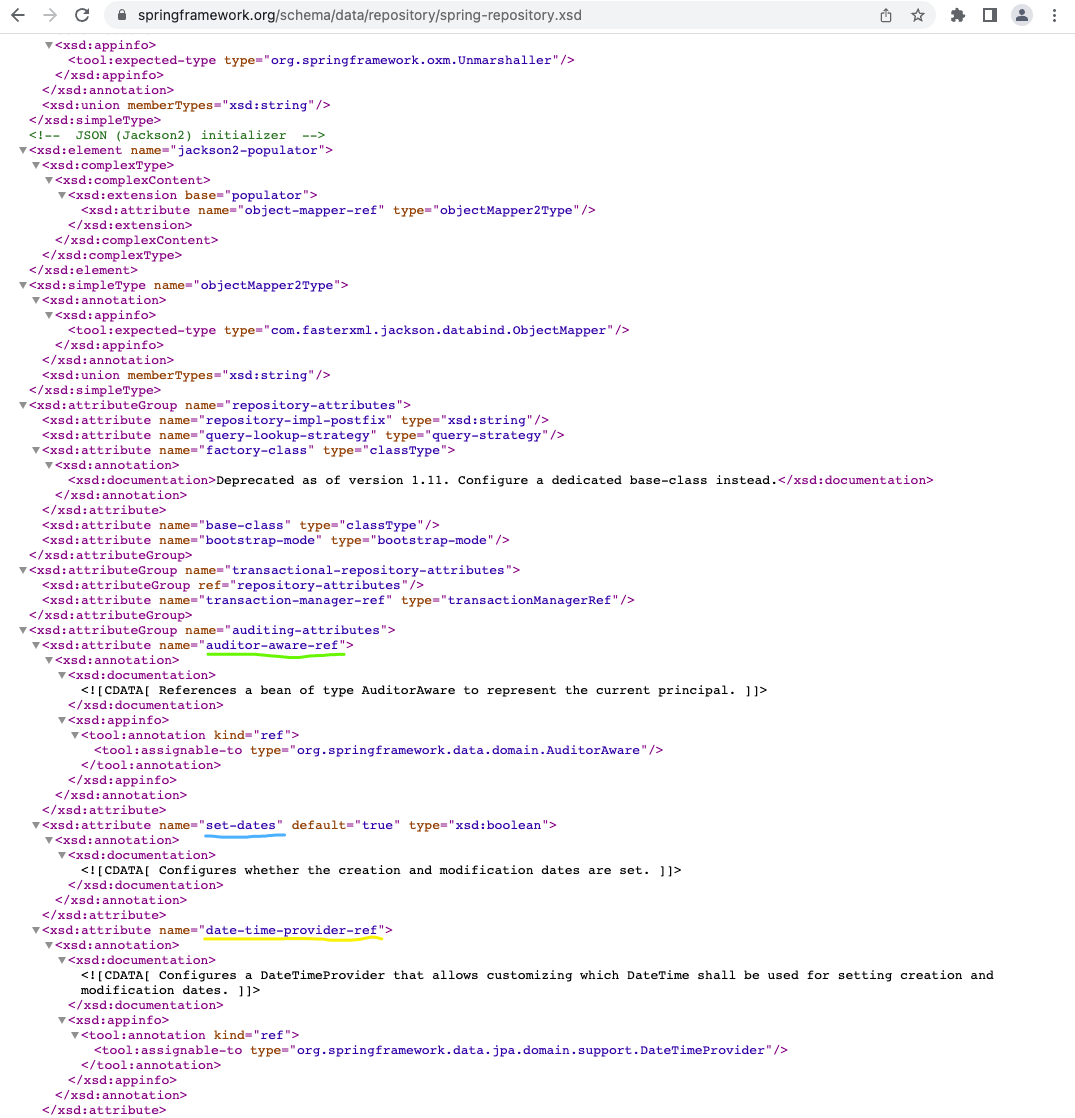 springframework.org/schema/data/repository/spring-repository.xsd
▼<xsd:appinfo>
<tool:expected-type type="org.springframework.oxm.Unmarshaller"/>
</xsd:appinfo>
</xsd:annotation>
<xsd:union memberTypes="xsd:string"/>
</xsd:simpleType>
<!-- JSON (Jackson2) initializer -->
▼<xsd:element name="jackson2-populator">
▼<xsd:complexType>
▼<xsd:complexContent>
▼<xsd:extension base="populator">
<xsd:attribute name="object-mapper-ref" type="objectMapper2Type"/>
</xsd:extension>
</xsd:complexContent>
</xsd:complexType>
</xsd:element>
▼<xsd:simpleType name="objectMapper2Type">
▼<xsd:annotation>
▼<xsd:appinfo>
<tool:expected-type type="com.fasterxml.jackson.databind.ObjectMapper"/>
</xsd:appinfo>
</xsd:annotation>
<xsd:union memberTypes="xsd:string"/>
</xsd:simpleType>
▼<xsd:attributeGroup name="repository-attributes">
<xsd:attribute name="repository-impl-postfix" type="xsd:string"/>
<xsd:attribute name="query-lookup-strategy" type="query-strategy"/>
▼<xsd:attribute name="factory-class" type="classType">
▼<xsd:annotation>
<xsd:documentation>Deprecated as of version 1.11. Configure a dedicated base-class instead.</xsd:documentation>
</xsd:annotation>
</xsd:attribute>
<xsd:attribute name="base-class" type="classType"/>
<xsd:attribute name="bootstrap-mode" type="bootstrap-mode"/>
</xsd:attributeGroup>
▼<xsd:attributeGroup name="transactional-repository-attributes">
<xsd:attributeGroup ref="repository-attributes"/>
<xsd:attribute name="transaction-manager-ref" type="transactionManagerRef"/>
</xsd:attributeGroup>
▼<xsd:attributeGroup name="auditing-attributes">
▼<xsd:attribute name="auditor-aware-ref">
▼<xsd:annotation>
▼<xsd:documentation>
<![CDATA[ References a bean of type AuditorAware to represent the current principal. ]]>
</xsd:documentation>
▼<xsd:appinfo>
▼<tool:annotation kind="ref">
<tool:assignable-to type="org.springframework.data.domain.AuditorAware"/>
</tool:annotation>
</xsd:appinfo>
</xsd:annotation>
</xsd:attribute>
▼<xsd:attribute name="set-dates" default="true" type="xsd:boolean">
▼<xsd:annotation>
▼<xsd:documentation>
<![CDATA[ Configures whether the creation and modification dates are set. ]]>
</xsd:documentation>
</xsd:annotation>
</xsd:attribute>
▼<xsd:attribute name="date-time-provider-ref">
▼<xsd:annotation>
▼<xsd:documentation>
<![CDATA[ Configures a DateTimeProvider that allows customizing which DateTime shall be used for setting creation and
modification dates. ]]>
</xsd:documentation>
▼<xsd:appinfo>
▼<tool:annotation kind="ref">
<tool:assignable-to type="org.springframework.data.jpa.domain.support.DateTimeProvider"/>
</tool:annotation>
</xsd:appinfo>
</xsd:annotation>
</xsd:attribute>